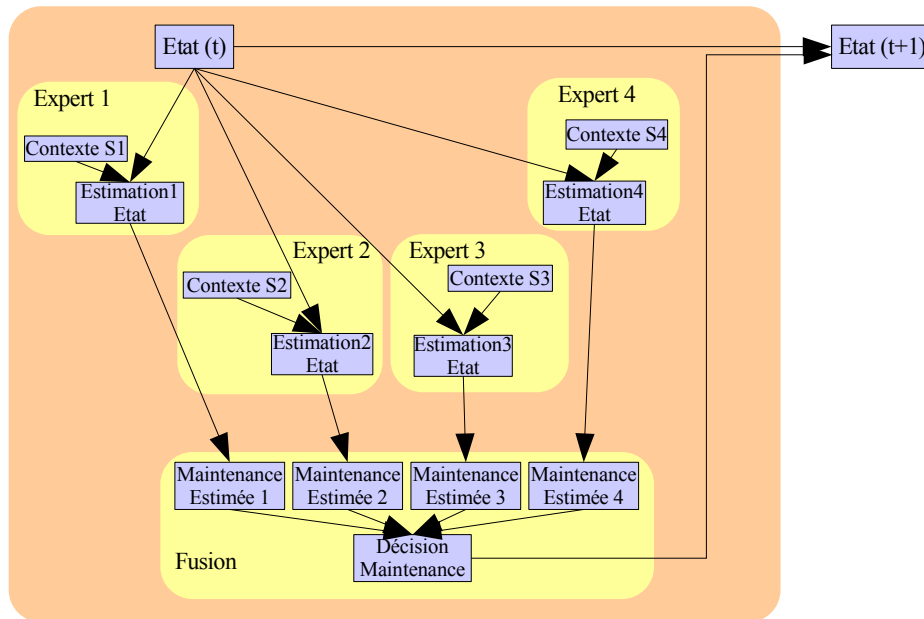 Etat (t)
Etat (t+1)
Expert 1
Contexte S1
Estimation1
Etat
Expert 4
Contexte S4
Estimation4
Etat
Expert 2
Contexte S2
Estimation2
Etat
Expert 3
Contexte S3
Estimation3
Etat
Maintenance
Estimée 1
Maintenance
Estimée 2
Maintenance
Estimée 3
Maintenance
Estimée 4
Fusion
Décision
Maintenance